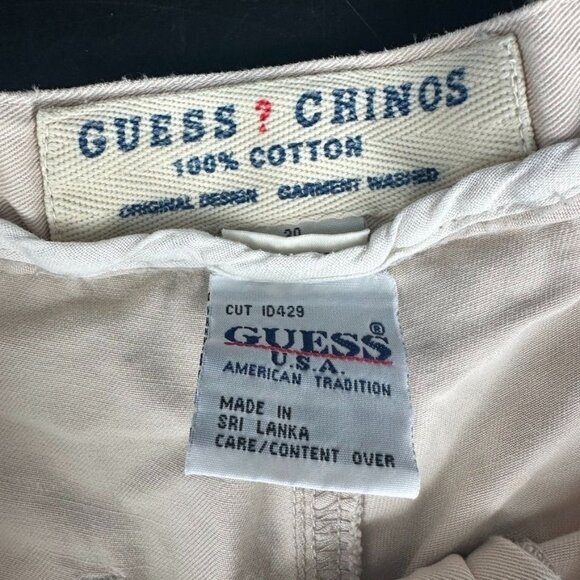 GUESS ? CHINOS
100% COTTON
ORIGINAL DESIGN GARMENT WASHED
CUT ID429
GUESS®
U.S.A.
AMERICAN TRADITION
MADE IN
SRI LANKA
CARE/CONTENT OVER